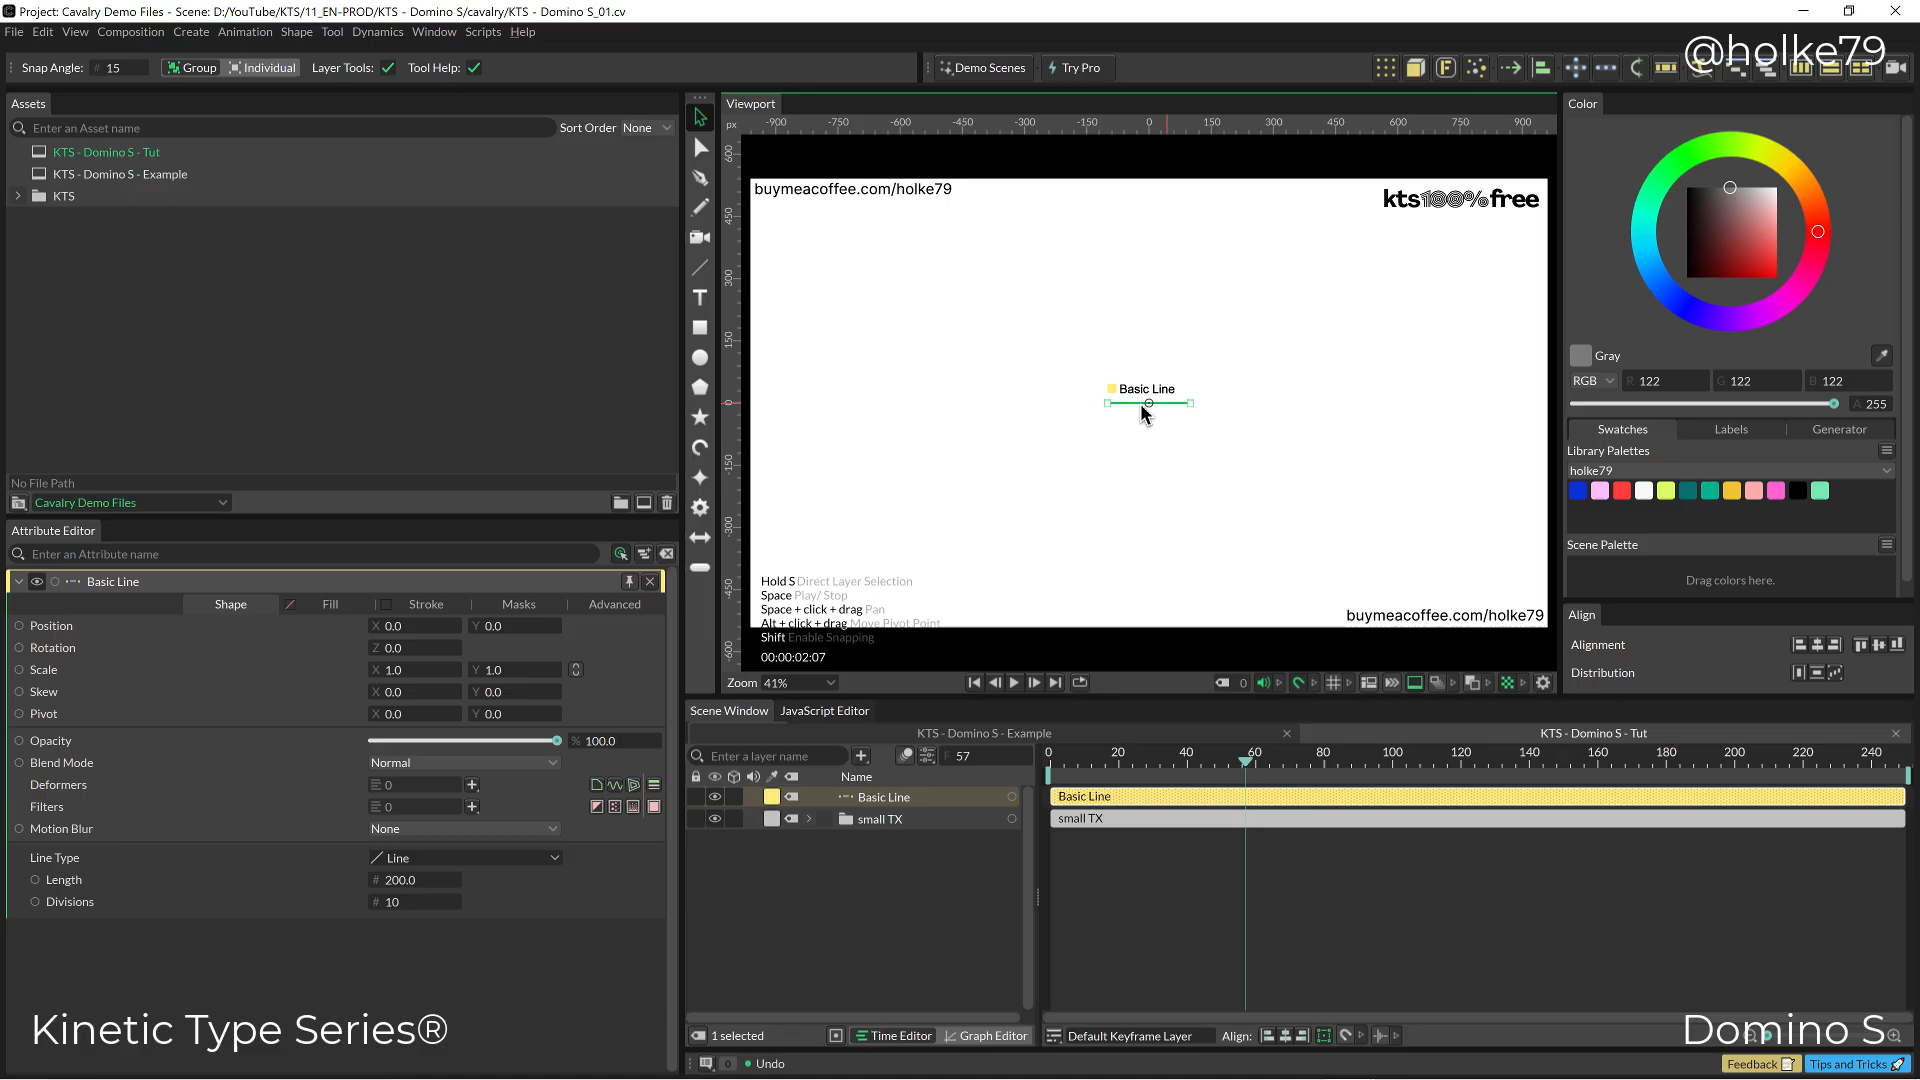 Project: Cavalry Demo Files - Scene: D:/YouTube/KTS/11_EN-PROD/KTS - Domino S/cavalry/KTS - Domino S_01.cv
File Edit View Composition Create Animation Shape Tool Dynamics Window Scripts Help
@holke79
Snap Angle: # 15 Group Individual Layer Tools: Tool Help: Demo Scenes Try Pro
Assets
Enter an Asset name Sort Order None
KTS - Domino S - Tut
KTS - Domino S - Example
KTS
No File Path
Cavalry Demo Files
Attribute Editor
Enter an Attribute name
Basic Line
Shape Fill Stroke Masks Advanced
Position X 0.0 Y 0.0
Rotation Z 0.0
Scale X 1.0 Y 1.0
Skew X 0.0 Y 0.0
Pivot X 0.0 Y 0.0
Opacity % 100.0
Blend Mode Normal
Deformers 0
Filters 0
Motion Blur None
Line Type Line
Length # 200.0
Divisions # 10
Kinetic Type Series®
Viewport
px -900 -750 -600 -450 -300 -150 0 150 300 450 600 750 900
600
450
300
150
0
-150
-300
-450
-600
buymeacoffee.com/holke79
kts100%free
Basic Line
Hold S Direct Layer Selection
Space Play/ Stop
Space + click + drag Pan
Alt + click + drag Move Pivot Point
Shift Enable Snapping
buymeacoffee.com/holke79
00:00:02:07
Zoom 41% 0
Color
Gray
RGB R 122 G 122 B 122
A 255
Swatches Labels Generator
Library Palettes
holke79
Scene Palette
Drag colors here.
Align
Alignment
Distribution
Scene Window JavaScript Editor
KTS - Domino S - Example KTS - Domino S - Tut
Enter a layer name F 57 0 20 40 60 80 100 120 140 160 180 200 220 240
Name
Basic Line Basic Line
small TX small TX
1 selected Time Editor Graph Editor Default Keyframe Layer Align:
Domino S
0 Undo Feedback Tips and Tricks